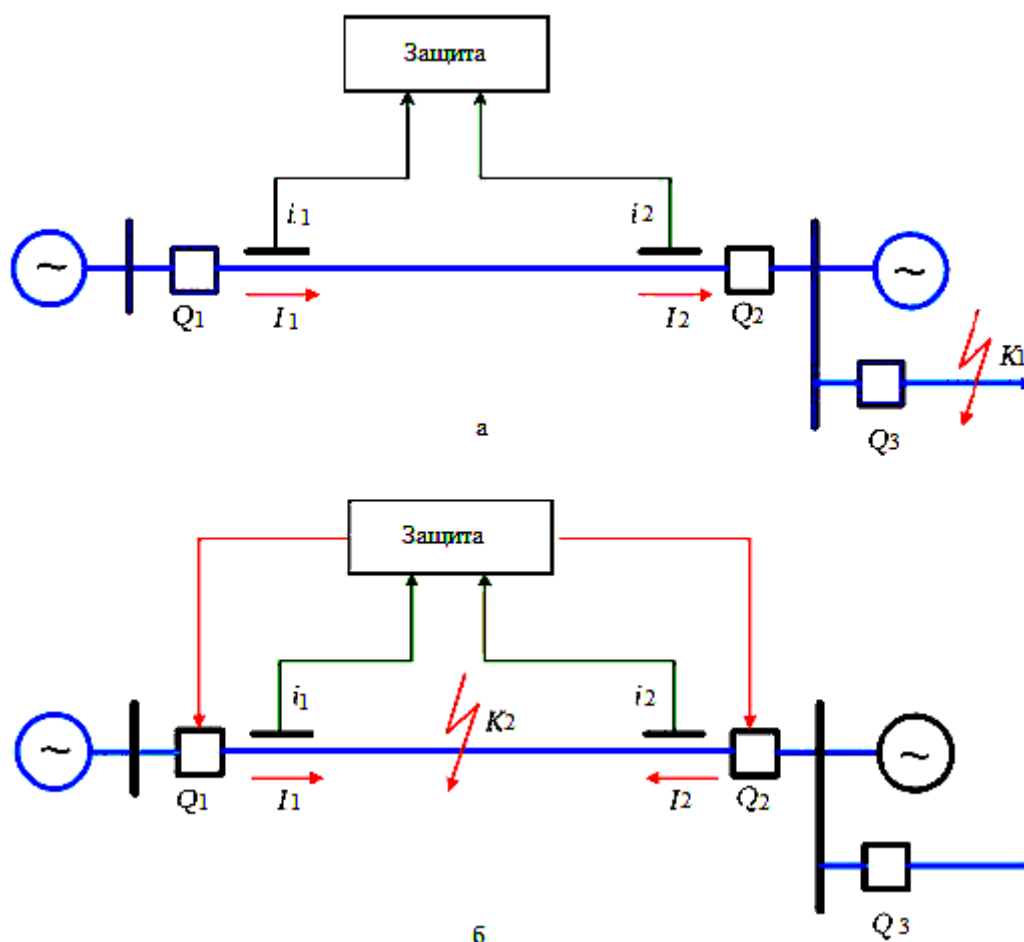 Защита
i1 i2
~ ~
Q1 I1 I2 Q2
K1
Q3
а
Защита
i1 K2 i2
~ ~
Q1 I1 I2 Q2
Q3
б